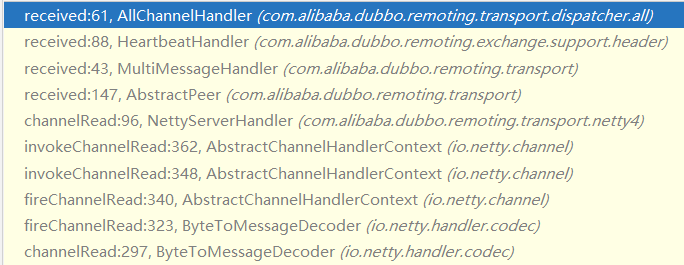 received:61, AllChannelHandler (com.alibaba.dubbo.remoting.transport.dispatcher.all)
received:88, HeartbeatHandler (com.alibaba.dubbo.remoting.exchange.support.header)
received:43, MultiMessageHandler (com.alibaba.dubbo.remoting.transport)
received:147, AbstractPeer (com.alibaba.dubbo.remoting.transport)
channelRead:96, NettyServerHandler (com.alibaba.dubbo.remoting.transport.netty4)
invokeChannelRead:362, AbstractChannelHandlerContext (io.netty.channel)
invokeChannelRead:348, AbstractChannelHandlerContext (io.netty.channel)
fireChannelRead:340, AbstractChannelHandlerContext (io.netty.channel)
fireChannelRead:323, ByteToMessageDecoder (io.netty.handler.codec)
channelRead:297, ByteToMessageDecoder (io.netty.handler.codec)